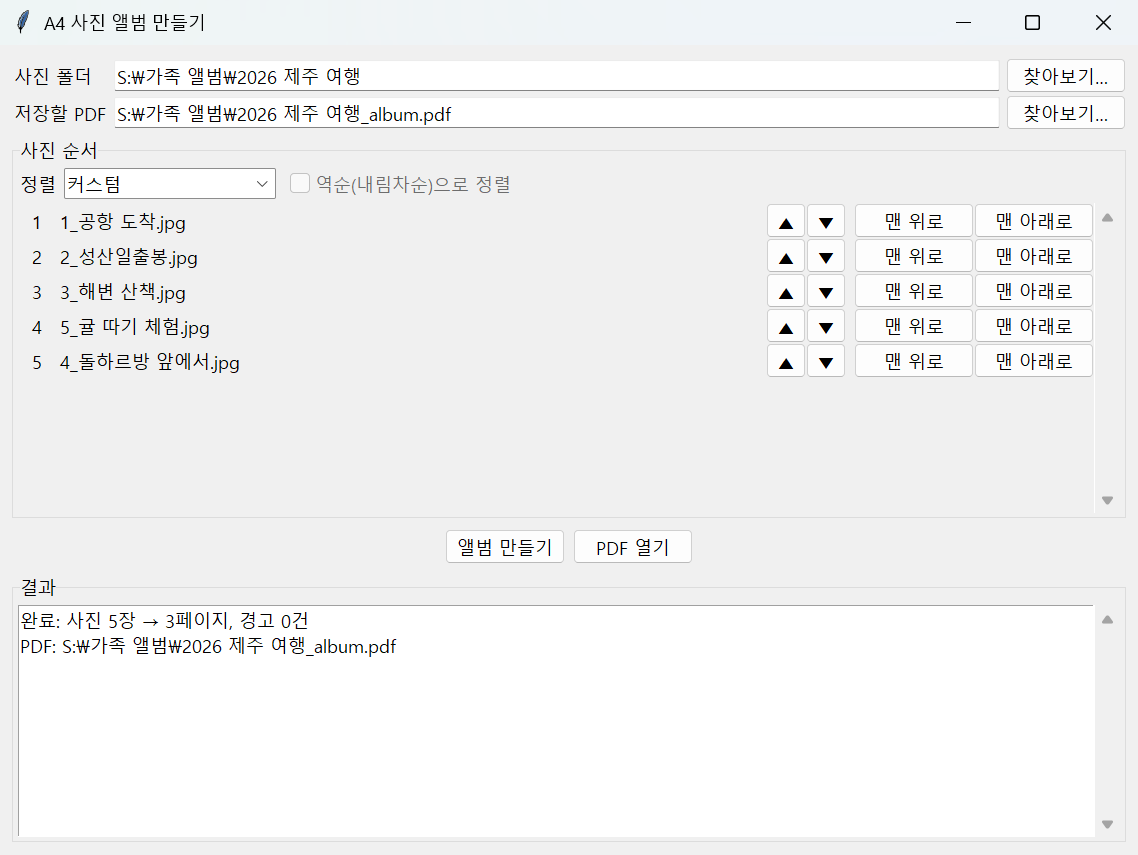 A4 사진 앨범 만들기
사진 폴더 S:₩가족 앨범₩2026 제주 여행 찾아보기...
저장할 PDF S:₩가족 앨범₩2026 제주 여행_album.pdf 찾아보기...
사진 순서
정렬 커스텀 역순(내림차순)으로 정렬
1 1_공항 도착.jpg ▲ ▼ 맨 위로 맨 아래로
2 2_성산일출봉.jpg ▲ ▼ 맨 위로 맨 아래로
3 3_해변 산책.jpg ▲ ▼ 맨 위로 맨 아래로
4 5_귤 따기 체험.jpg ▲ ▼ 맨 위로 맨 아래로
5 4_돌하르방 앞에서.jpg ▲ ▼ 맨 위로 맨 아래로
앨범 만들기 PDF 열기
결과
완료: 사진 5장 → 3페이지, 경고 0건
PDF: S:₩가족 앨범₩2026 제주 여행_album.pdf